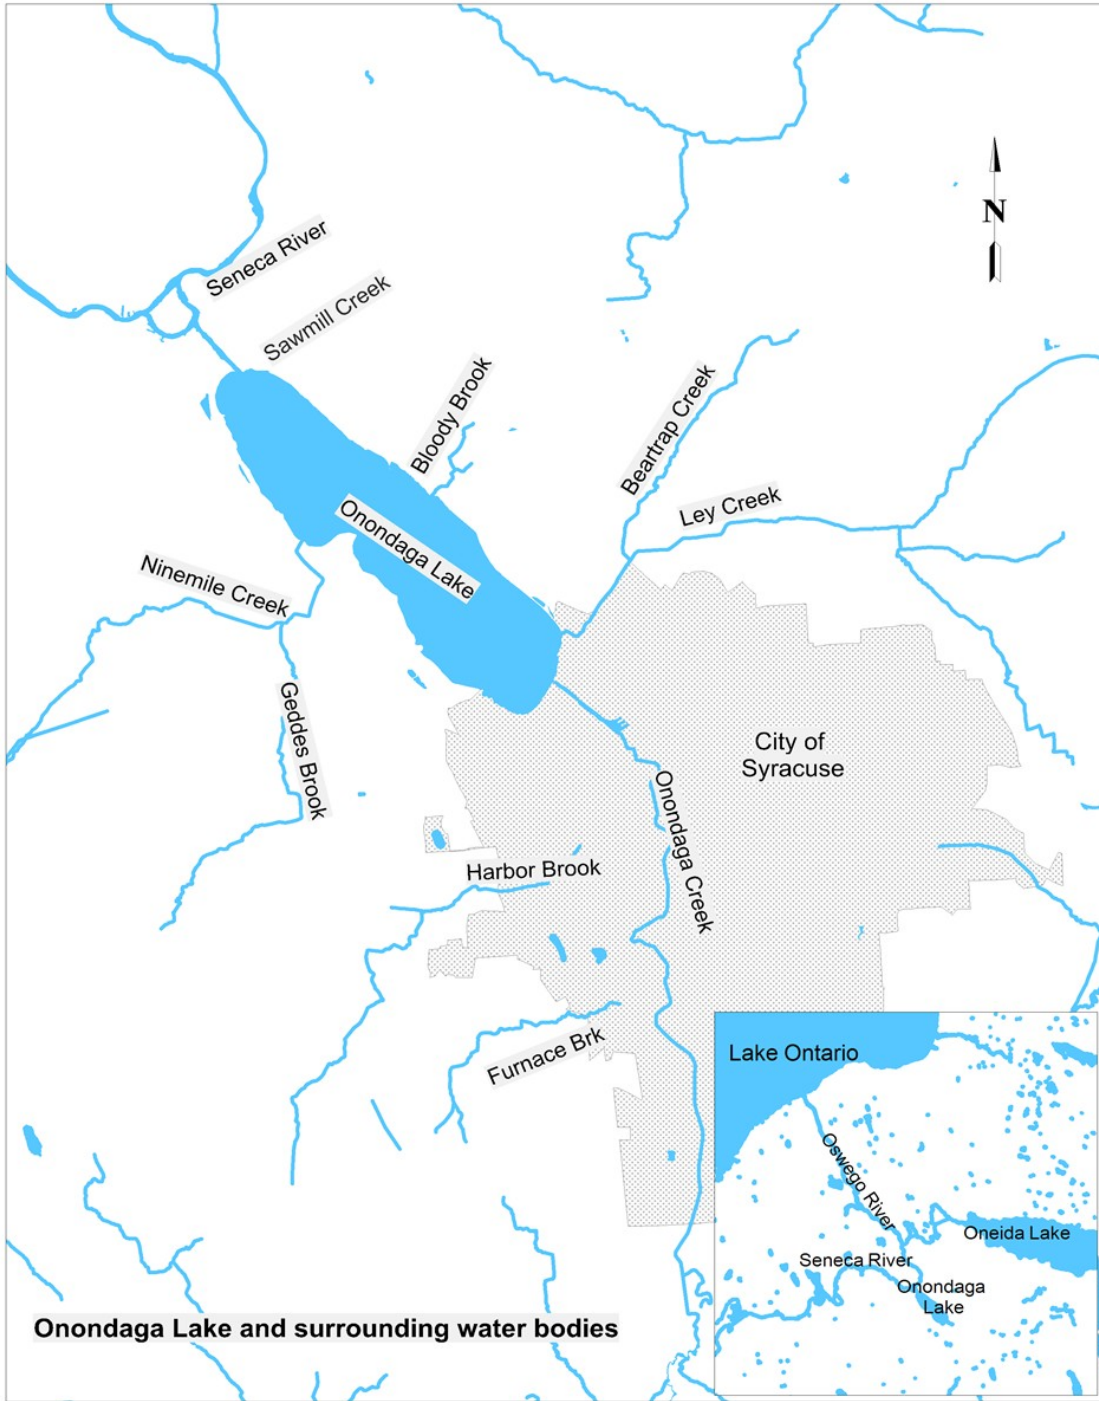 N
Seneca River
Sawmill Creek
Bloody Brook
Beartrap Creek
Ley Creek
Onondaga Lake
Ninemile Creek
Geddes Brook
City of
Syracuse
Onondaga Creek
Harbor Brook
Furnace Brk
Lake Ontario
Oswego River
Oneida Lake
Seneca River
Onondaga
Lake
Onondaga Lake and surrounding water bodies